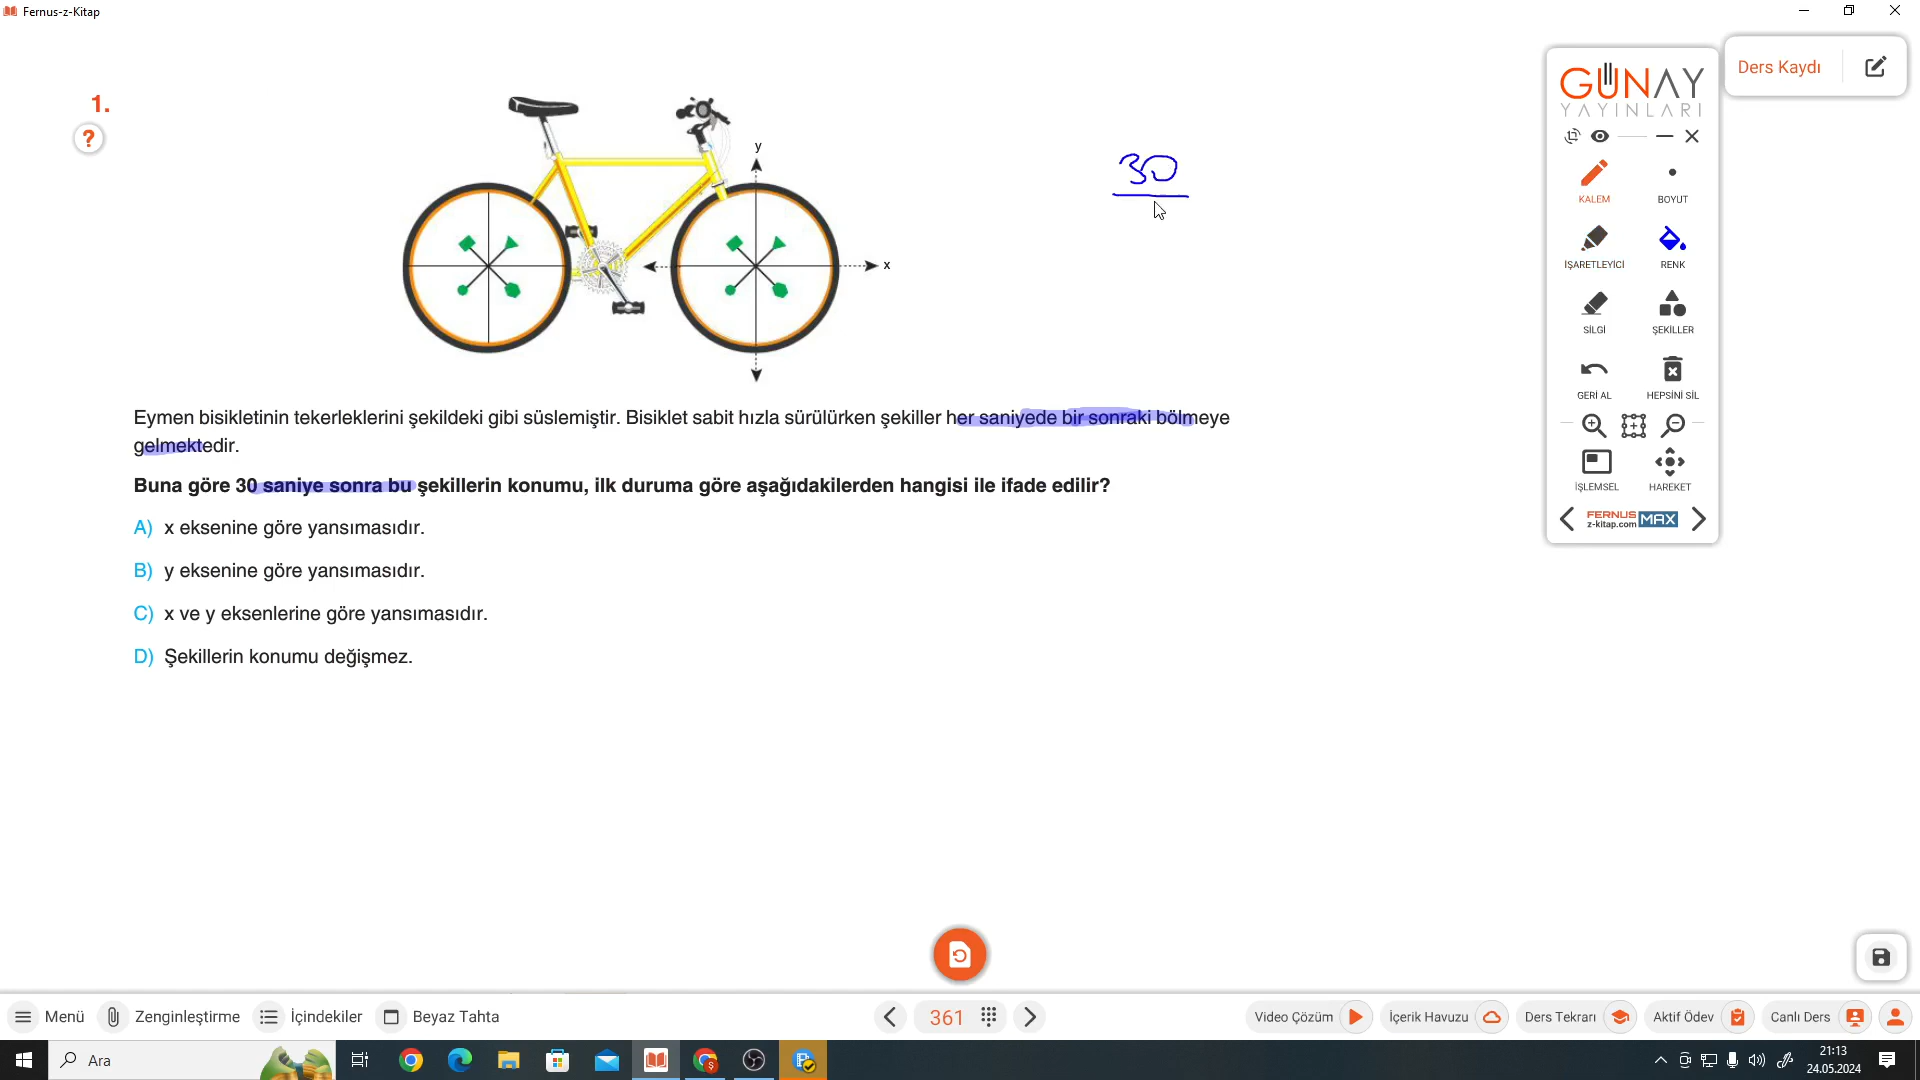 Fernus-z-Kitap
GÜNAY
YAYINLARI
Ders Kaydı
1.
?
y
x
30
KALEM
BOYUT
İŞARETLEYİCİ
RENK
SİLGİ
ŞEKİLLER
GERİ AL
HEPSİNİ SİL
İŞLEMSEL
HAREKET
FERNUS
z-kitap.com MAX
Eymen bisikletinin tekerleklerini şekildeki gibi süslemiştir. Bisiklet sabit hızla sürülürken şekiller her saniyede bir sonraki bölmeye
gelmektedir.
Buna göre 30 saniye sonra bu şekillerin konumu, ilk duruma göre aşağıdakilerden hangisi ile ifade edilir?
A) x eksenine göre yansımasıdır.
B) y eksenine göre yansımasıdır.
C) x ve y eksenlerine göre yansımasıdır.
D) Şekillerin konumu değişmez.
Menü
Zenginleştirme
İçindekiler
Beyaz Tahta
361
Video Çözüm
İçerik Havuzu
Ders Tekrarı
Aktif Ödev
Canlı Ders
Ara
21:13
24.05.2024